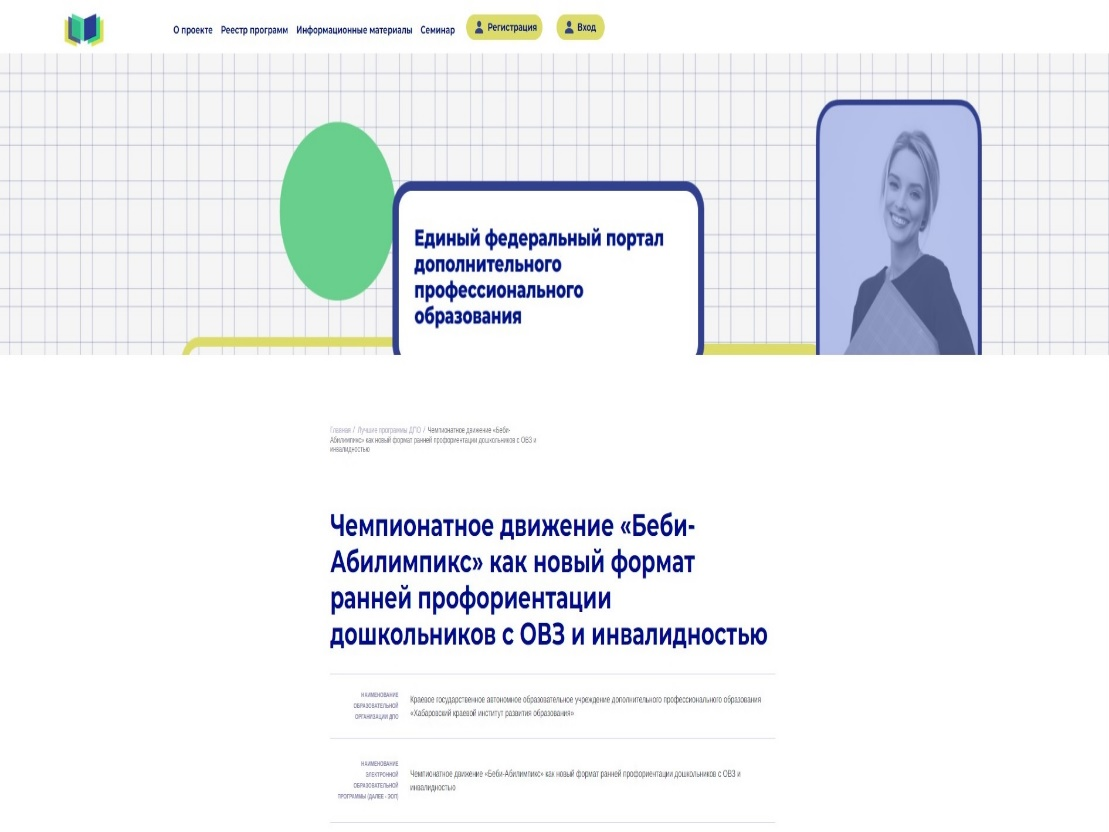 О проекте Реестр программ Информационные материалы Семинар Регистрация Вход
Единый федеральный портал
дополнительного
профессионального
образования
Главная / Лучшие программы ДПО / Чемпионатное движение «Беби-
Абилимпикс» как новый формат ранней профориентации дошкольников с ОВЗ и
инвалидностью
Чемпионатное движение «Беби-
Абилимпикс» как новый формат
ранней профориентации
дошкольников с ОВЗ и инвалидностью
НАИМЕНОВАНИЕ
ОБРАЗОВАТЕЛЬНОЙ
ОРГАНИЗАЦИИ ДПО
Краевое государственное автономное образовательное учреждение дополнительного профессионального образования
«Хабаровский краевой институт развития образования»
НАИМЕНОВАНИЕ
ЭЛЕКТРОННОЙ
ОБРАЗОВАТЕЛЬНОЙ
ПРОГРАММЫ (ДАЛЕЕ - ЭОП)
Чемпионатное движение «Беби-Абилимпикс» как новый формат ранней профориентации дошкольников с ОВЗ и
инвалидностью